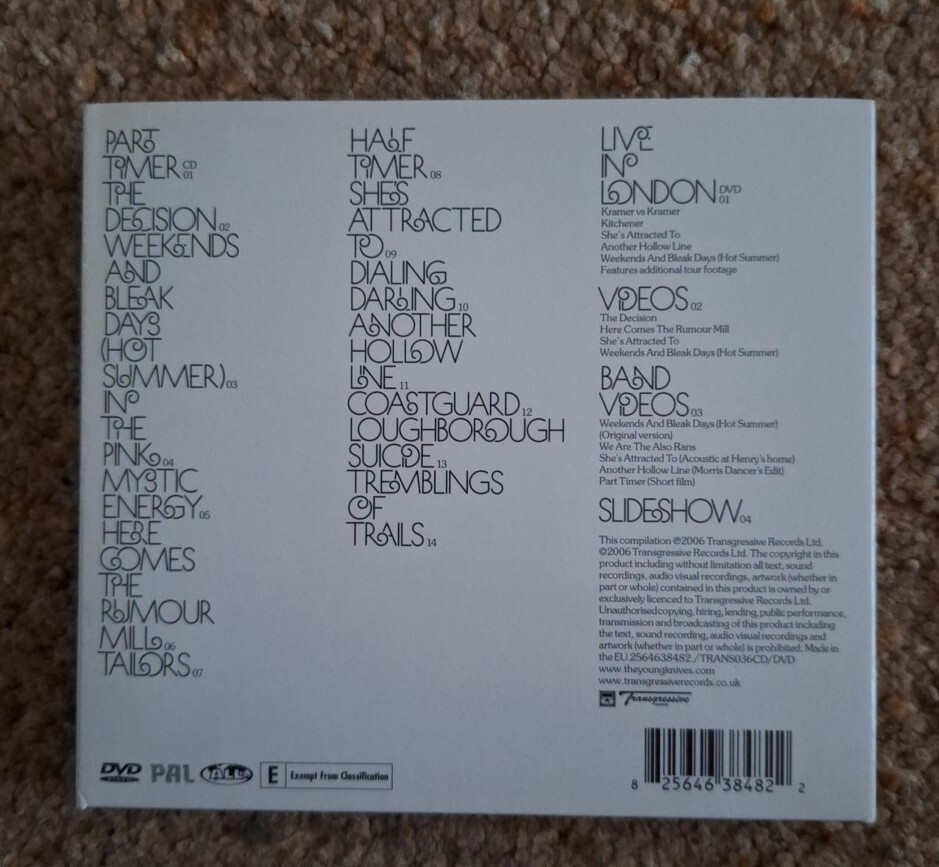 PART
TIMER CD 01
THE
DECISION 02
WEEKENDS
AND
BLEAK
DAYS
(HOT
SUMMER) 03
IN
THE
PINK 04
MYSTIC
ENERGY 05
HERE
COMES
THE
RUMOUR
MILL 06
TAILORS 07
HALF
TIMER 08
SHE'S
ATTRACTED
TO 09
DIALING
DARLING 10
ANOTHER
HOLLOW
LINE 11
COASTGUARD 12
LOUGHBOROUGH
SUICIDE 13
TREMBLINGS
OF
TRAILS 14
LIVE
IN
LONDON DVD 01
Kramer vs Kramer
Kitchener
She's Attracted To
Another Hollow Line
Weekends And Bleak Days (Hot Summer)
Features additional tour footage
VIDEOS 02
The Decision
Here Comes The Rumour Mill
She's Attracted To
Weekends And Bleak Days (Hot Summer)
BAND
VIDEOS 03
Weekends And Bleak Days (Hot Summer)
(Original version)
We Are The Also Rans
She's Attracted To (Acoustic at Henry's home)
Another Hollow Line (Morris Dancer's Edit)
Part Timer (Short film)
SLIDESHOW 04
This compilation ℗2006 Transgressive Records Ltd.
©2006 Transgressive Records Ltd. The copyright in this
product including without limitation all text, sound
recordings, audio visual recordings, artwork (whether in
part or whole) contained in this product is owned by or
exclusively licenced to Transgressive Records Ltd.
Unauthorised copying, hiring, lending, public performance,
transmission and broadcasting of this product including
the text, sound recording, audio visual recordings and
artwork (whether in part or whole) is prohibited. Made in
the EU. 2564638482 / TRANS036CD/DVD
www.theyoungknives.com
www.transgressiverecords.co.uk
Transgressive
DVD VIDEO PAL ALL E Exempt from Classification
8 25646 38482 2